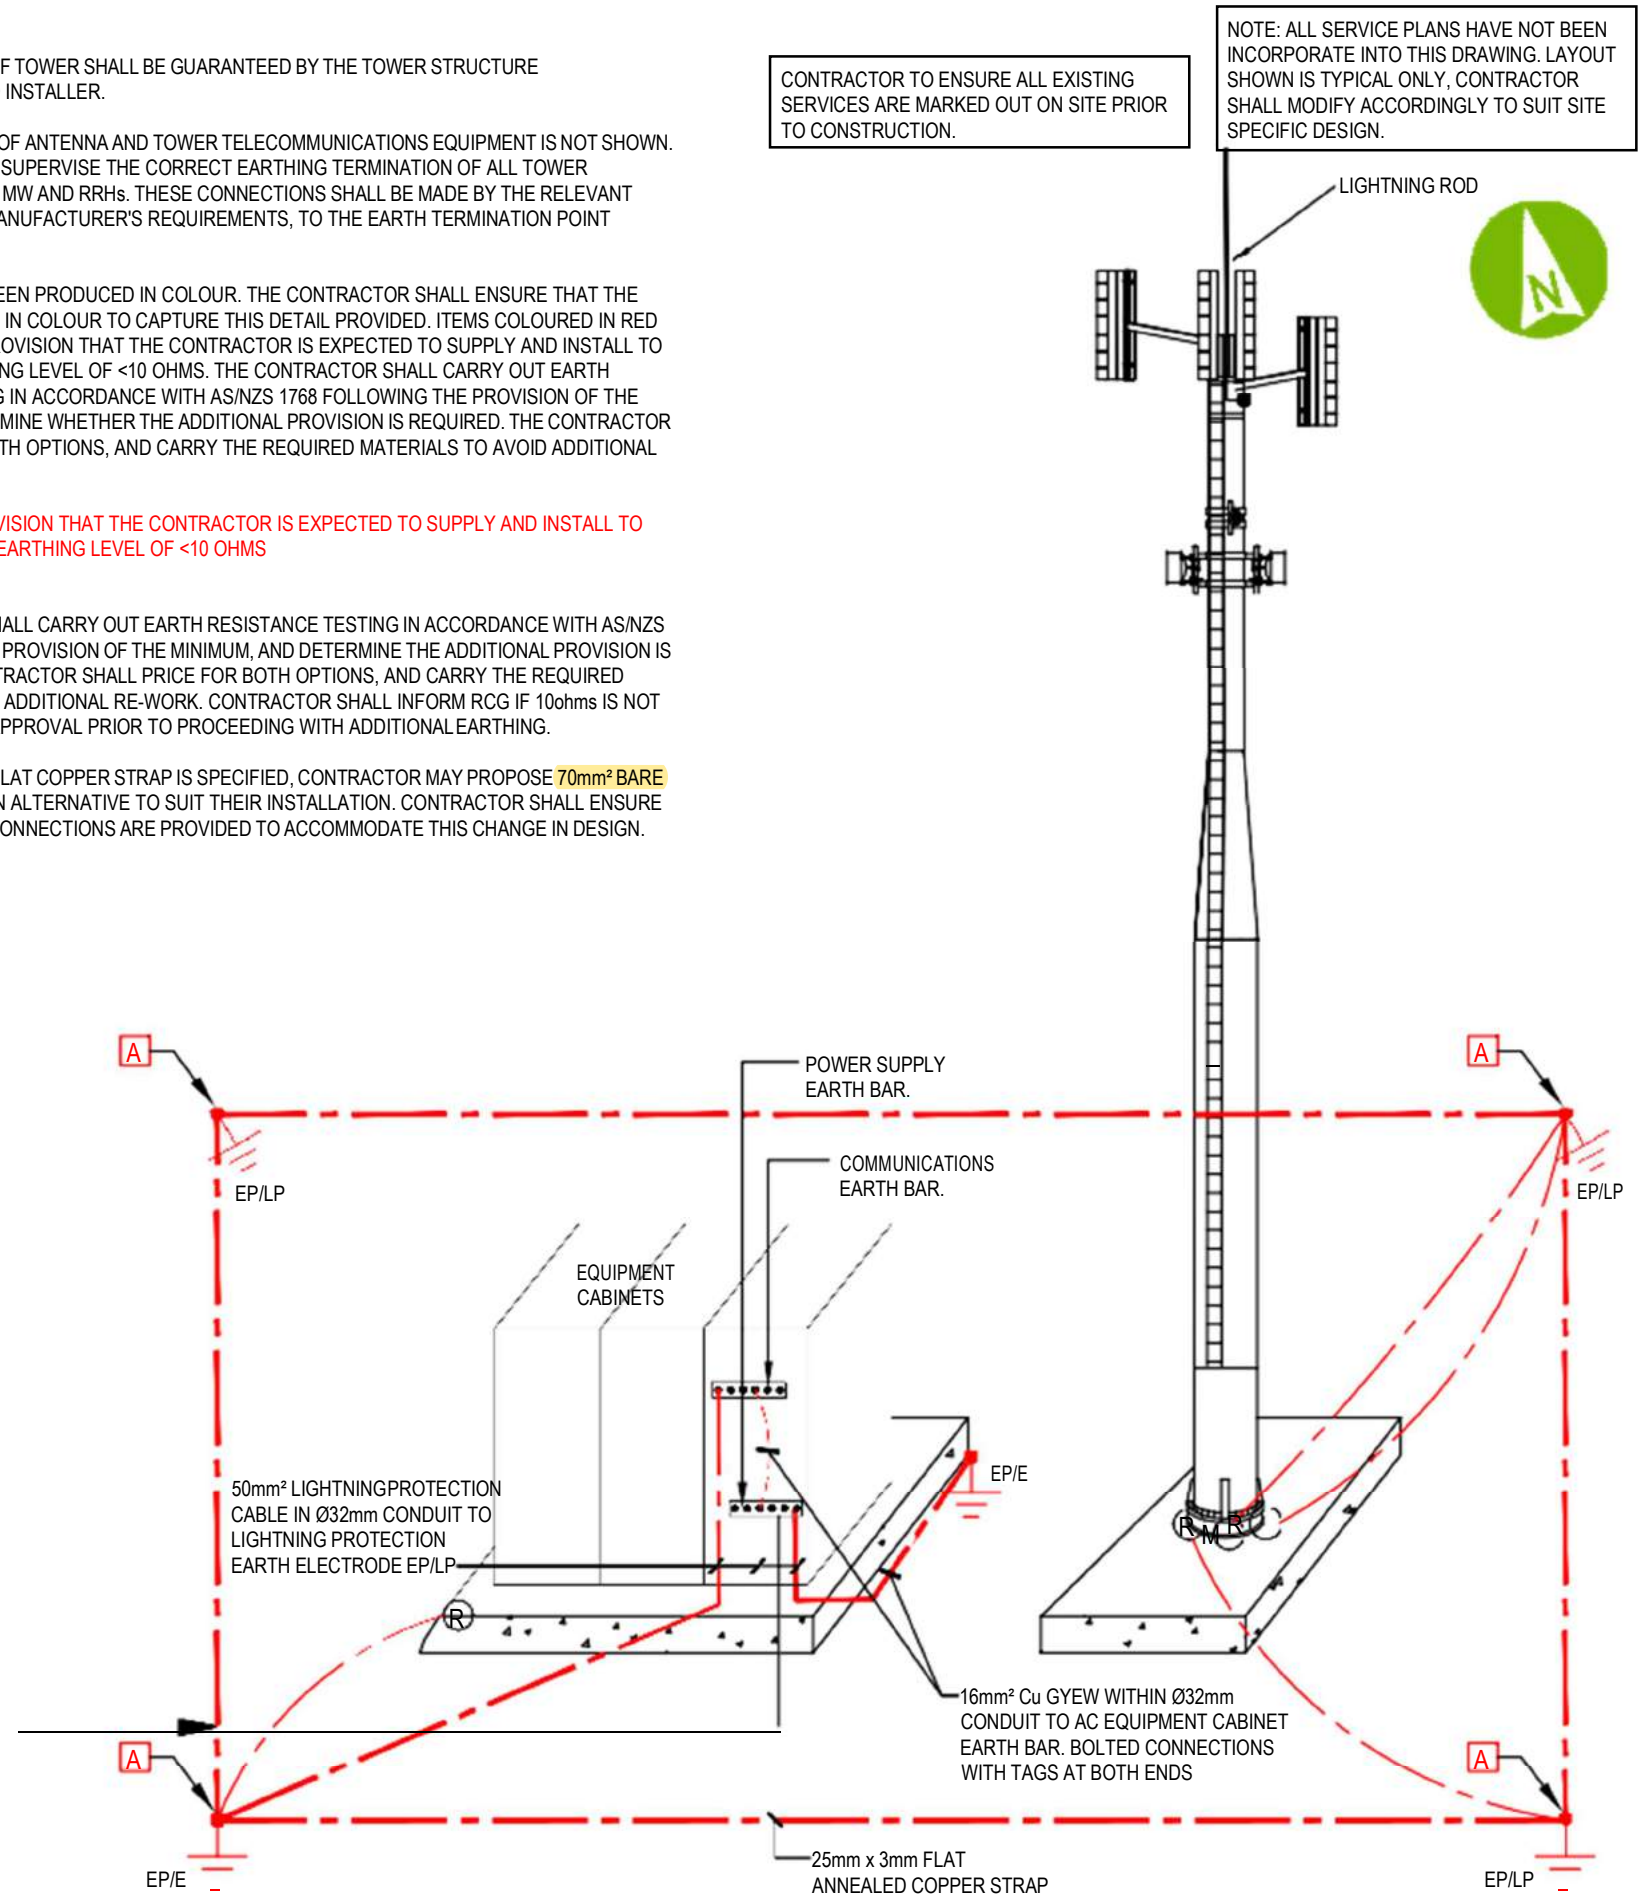 F TOWER SHALL BE GUARANTEED BY THE TOWER STRUCTURE
INSTALLER.
OF ANTENNA AND TOWER TELECOMMUNICATIONS EQUIPMENT IS NOT SHOWN.
SUPERVISE THE CORRECT EARTHING TERMINATION OF ALL TOWER
MW AND RRHs. THESE CONNECTIONS SHALL BE MADE BY THE RELEVANT
ANUFACTURER'S REQUIREMENTS, TO THE EARTH TERMINATION POINT
EEN PRODUCED IN COLOUR. THE CONTRACTOR SHALL ENSURE THAT THE
IN COLOUR TO CAPTURE THIS DETAIL PROVIDED. ITEMS COLOURED IN RED
OVISION THAT THE CONTRACTOR IS EXPECTED TO SUPPLY AND INSTALL TO
NG LEVEL OF <10 OHMS. THE CONTRACTOR SHALL CARRY OUT EARTH
G IN ACCORDANCE WITH AS/NZS 1768 FOLLOWING THE PROVISION OF THE
RMINE WHETHER THE ADDITIONAL PROVISION IS REQUIRED. THE CONTRACTOR
TH OPTIONS, AND CARRY THE REQUIRED MATERIALS TO AVOID ADDITIONAL
VISION THAT THE CONTRACTOR IS EXPECTED TO SUPPLY AND INSTALL TO
EARTHING LEVEL OF <10 OHMS
HALL CARRY OUT EARTH RESISTANCE TESTING IN ACCORDANCE WITH AS/NZS
PROVISION OF THE MINIMUM, AND DETERMINE THE ADDITIONAL PROVISION IS
TRACTOR SHALL PRICE FOR BOTH OPTIONS, AND CARRY THE REQUIRED
ADDITIONAL RE-WORK. CONTRACTOR SHALL INFORM RCG IF 10ohms IS NOT
PPROVAL PRIOR TO PROCEEDING WITH ADDITIONAL EARTHING.
LAT COPPER STRAP IS SPECIFIED, CONTRACTOR MAY PROPOSE 70mm² BARE
N ALTERNATIVE TO SUIT THEIR INSTALLATION. CONTRACTOR SHALL ENSURE
ONNECTIONS ARE PROVIDED TO ACCOMMODATE THIS CHANGE IN DESIGN.
CONTRACTOR TO ENSURE ALL EXISTING
SERVICES ARE MARKED OUT ON SITE PRIOR
TO CONSTRUCTION.
NOTE: ALL SERVICE PLANS HAVE NOT BEEN
INCORPORATE INTO THIS DRAWING. LAYOUT
SHOWN IS TYPICAL ONLY, CONTRACTOR
SHALL MODIFY ACCORDINGLY TO SUIT SITE
SPECIFIC DESIGN.
LIGHTNING ROD
N
A
A
POWER SUPPLY
EARTH BAR.
COMMUNICATIONS
EARTH BAR.
EP/LP
EP/LP
EQUIPMENT
CABINETS
EP/E
50mm² LIGHTNING PROTECTION
CABLE IN Ø32mm CONDUIT TO
LIGHTNING PROTECTION
EARTH ELECTRODE EP/LP
R
M
R
R
16mm² Cu GYEW WITHIN Ø32mm
CONDUIT TO AC EQUIPMENT CABINET
EARTH BAR. BOLTED CONNECTIONS
WITH TAGS AT BOTH ENDS
A
A
25mm x 3mm FLAT
ANNEALED COPPER STRAP
EP/E
EP/LP